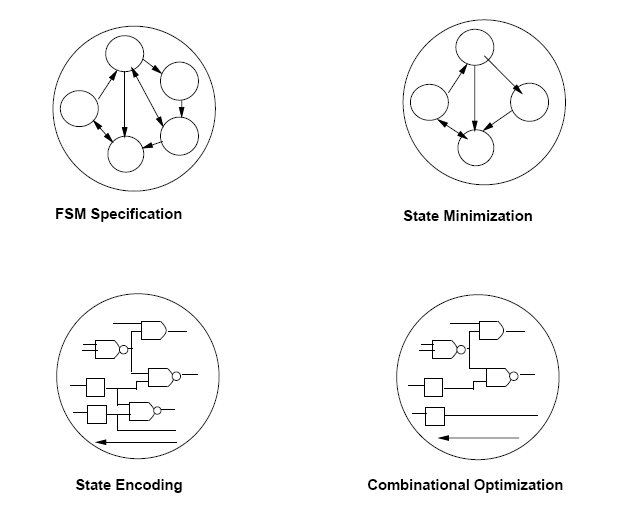 FSM Specification
State Minimization
State Encoding
Combinational Optimization